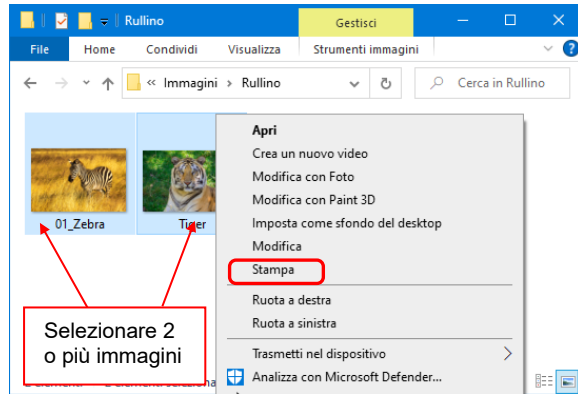 Rullino
Gestisci
File Home Condividi Visualizza Strumenti immagini
« Immagini > Rullino
Cerca in Rullino
Apri
Crea un nuovo video
Modifica con Foto
Modifica con Paint 3D
Imposta come sfondo del desktop
Modifica
Stampa
Ruota a destra
Ruota a sinistra
Trasmetti nel dispositivo
Analizza con Microsoft Defender...
01_Zebra
Tiger
Selezionare 2
o più immagini